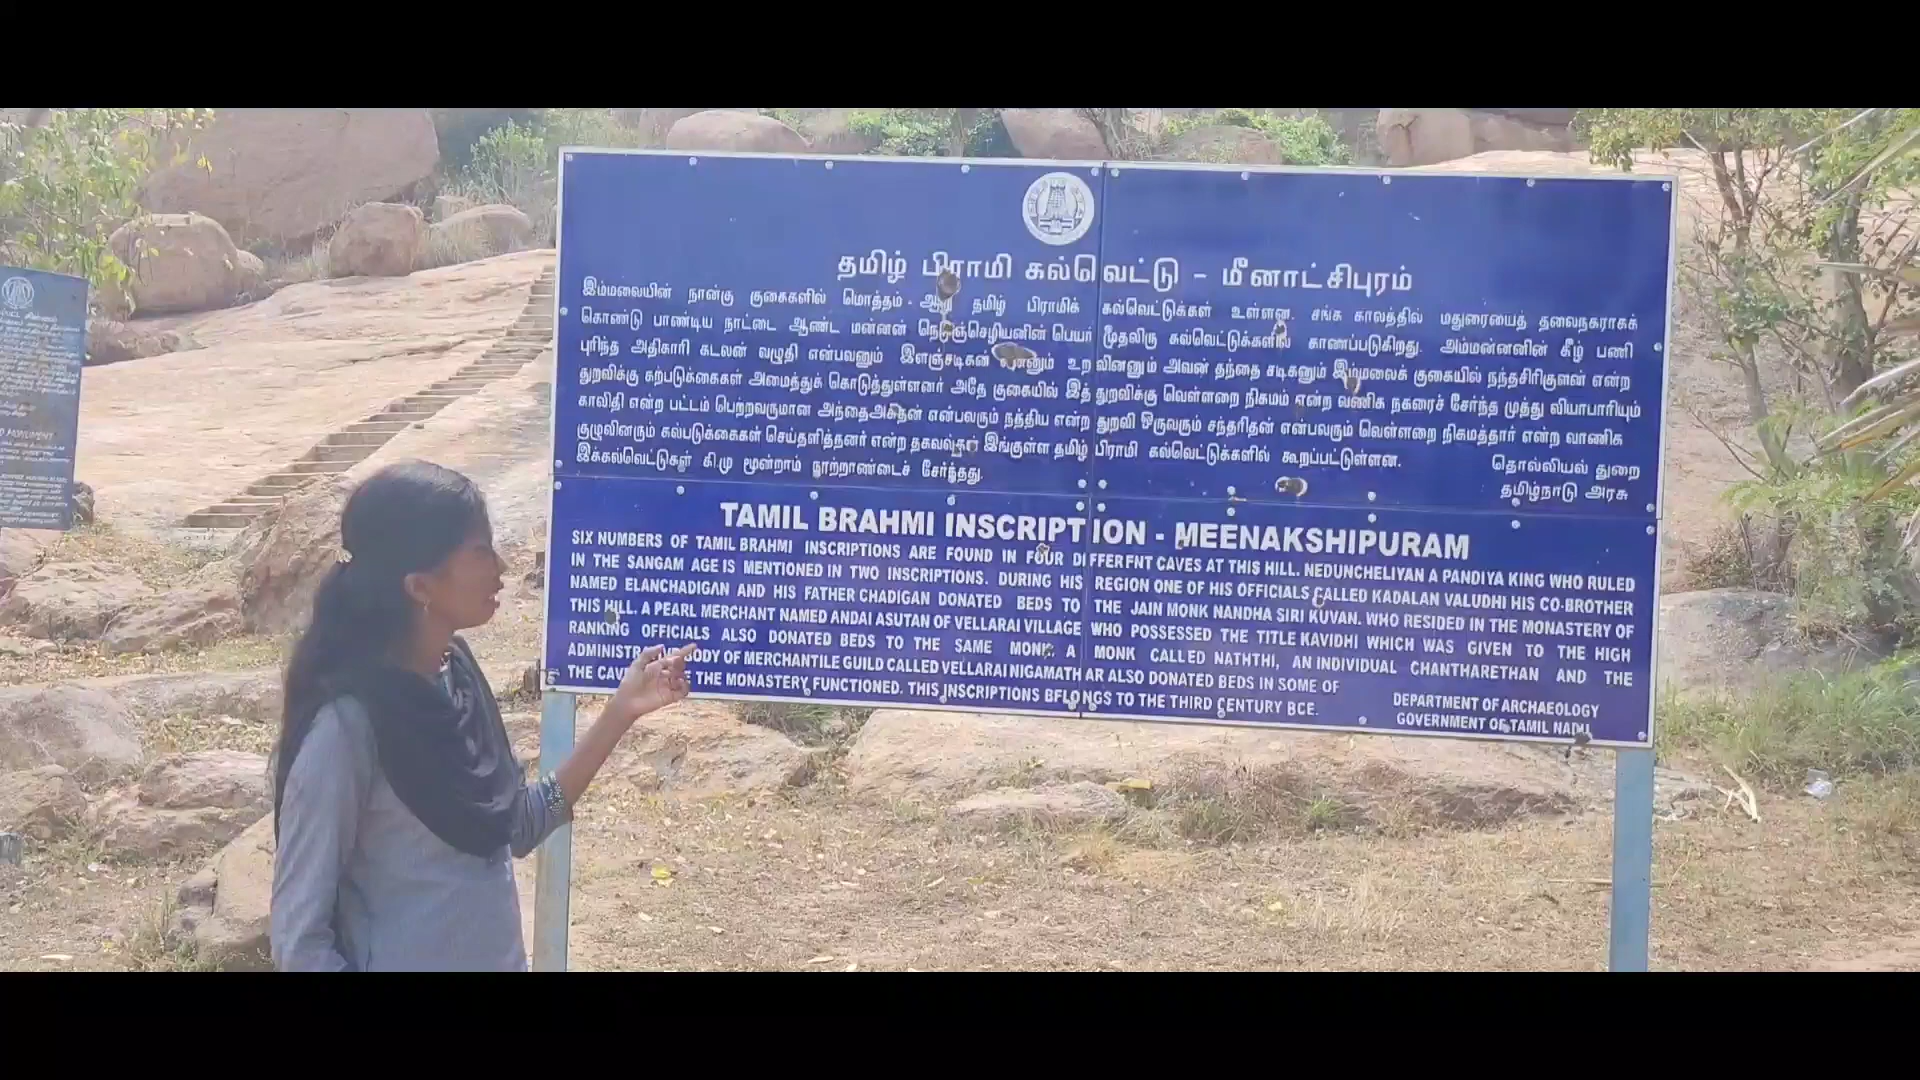 தமிழ் பிராமி கல்வெட்டு - மீனாட்சிபுரம்
இம்மலையின் நான்கு குகைகளில் மொத்தம் - ஆறு தமிழ் பிராமிக் கல்வெட்டுக்கள் உள்ளன. சங்க காலத்தில் மதுரையைத் தலைநகராகக்
கொண்டு பாண்டிய நாட்டை ஆண்ட மன்னன் நெடுஞ்செழியனின் பெயர் முதலிரு கல்வெட்டுக்களில் காணப்படுகிறது. அம்மன்னனின் கீழ் பணி
புரிந்த அதிகாரி கடலன் வழுதி என்பவனும் இளஞ்சடிகன் உறவினனும் அவன் தந்தை சடிகனும் இம்மலைக் குகையில் நந்தசிரிகுவன் என்ற
துறவிக்கு கற்படுக்கைகள் அமைத்துக் கொடுத்துள்ளனர் அதே குகையில் இத் துறவிக்கு வெள்ளறை நிகமம் என்ற வணிக நகரைச் சேர்ந்த முத்து வியாபாரியும்
காவிதி என்ற பட்டம் பெற்றவருமான அந்தைஅசுதன் என்பவரும் நத்திய என்ற துறவி ஒருவரும் சந்தரிதன் என்பவரும் வெள்ளறை நிகமத்தார் என்ற வாணிக
குழுவினரும் கல்படுக்கைகள் செய்தளித்தனர் என்ற தகவல்கள் இங்குள்ள தமிழ் பிராமி கல்வெட்டுக்களில் கூறப்பட்டுள்ளன.
இக்கல்வெட்டுகள் கி.மு மூன்றாம் நூற்றாண்டைச் சேர்ந்தது.
தொல்லியல் துறை
தமிழ்நாடு அரசு
TAMIL BRAHMI INSCRIPTION - MEENAKSHIPURAM
SIX NUMBERS OF TAMIL BRAHMI INSCRIPTIONS ARE FOUND IN FOUR DIFFERENT CAVES AT THIS HILL. NEDUNCHELIYAN A PANDIYA KING WHO RULED
IN THE SANGAM AGE IS MENTIONED IN TWO INSCRIPTIONS. DURING HIS REGION ONE OF HIS OFFICIALS CALLED KADALAN VALUDHI HIS CO-BROTHER
NAMED ELANCHADIGAN AND HIS FATHER CHADIGAN DONATED BEDS TO THE JAIN MONK NANDHA SIRI KUVAN. WHO RESIDED IN THE MONASTERY OF
THIS HILL. A PEARL MERCHANT NAMED ANDAI ASUTAN OF VELLARAI VILLAGE WHO POSSESSED THE TITLE KAVIDHI WHICH WAS GIVEN TO THE HIGH
RANKING OFFICIALS ALSO DONATED BEDS TO THE SAME MONK. A MONK CALLED NATHTHI, AN INDIVIDUAL CHANTHARETHAN AND THE
BODY OF MERCHANTILE GUILD CALLED VELLARAI NIGAMATH AR ALSO DONATED BEDS IN SOME OF
THE THE MONASTERY FUNCTIONED. THIS INSCRIPTIONS BELONGS TO THE THIRD CENTURY BCE.
DEPARTMENT OF ARCHAEOLOGY
GOVERNMENT OF TAMIL NADU
MONUMENT